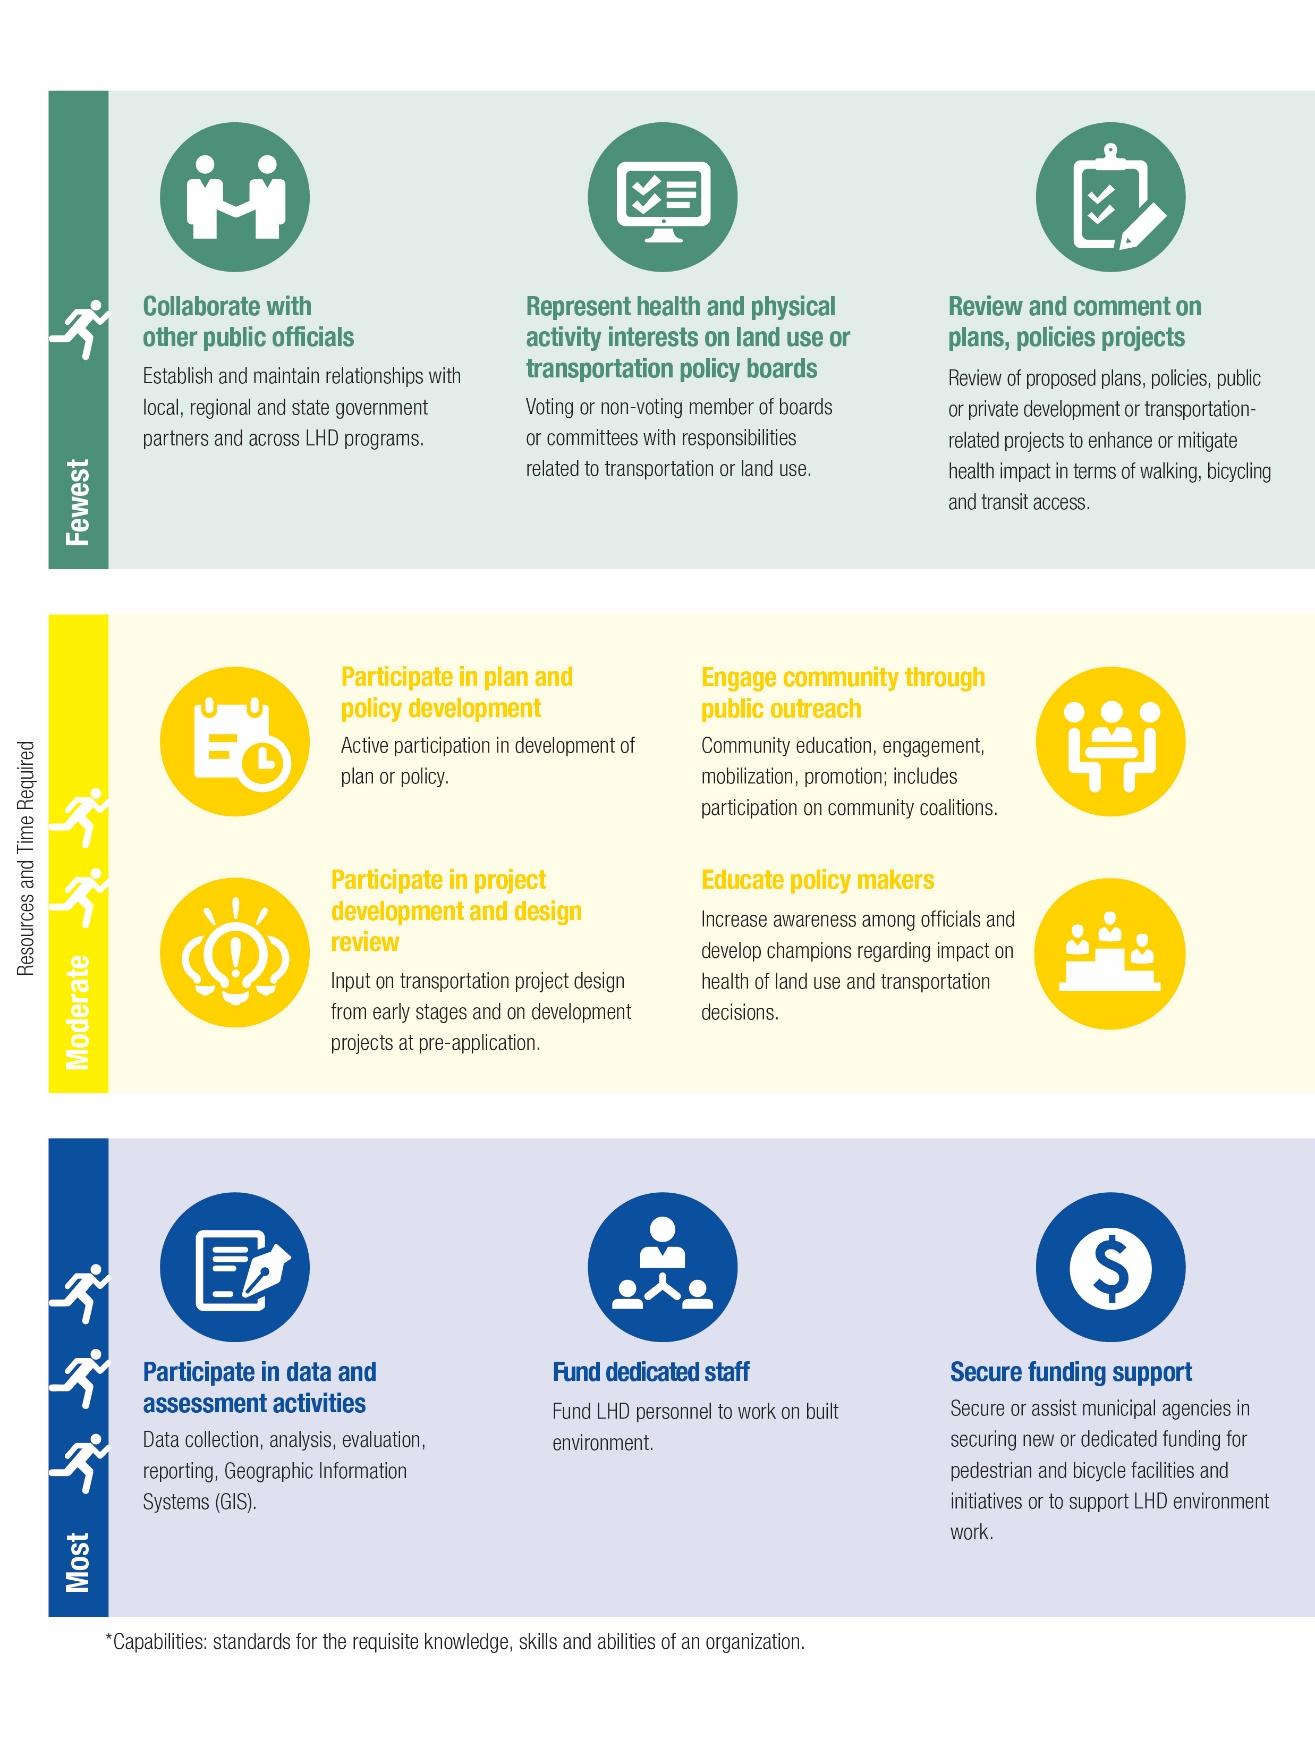 Resources and Time Required
Fewest
Collaborate with
other public officials
Establish and maintain relationships with
local, regional and state government
partners and across LHD programs.
Represent health and physical
activity interests on land use or
transportation policy boards
Voting or non-voting member of boards
or committees with responsibilities
related to transportation or land use.
Review and comment on
plans, policies projects
Review of proposed plans, policies, public
or private development or transportation-
related projects to enhance or mitigate
health impact in terms of walking, bicycling
and transit access.
Moderate
Participate in plan and
policy development
Active participation in development of
plan or policy.
Engage community through
public outreach
Community education, engagement,
mobilization, promotion; includes
participation on community coalitions.
Participate in project
development and design
review
Input on transportation project design
from early stages and on development
projects at pre-application.
Educate policy makers
Increase awareness among officials and
develop champions regarding impact on
health of land use and transportation
decisions.
Most
Participate in data and
assessment activities
Data collection, analysis, evaluation,
reporting, Geographic Information
Systems (GIS).
Fund dedicated staff
Fund LHD personnel to work on built
environment.
$
Secure funding support
Secure or assist municipal agencies in
securing new or dedicated funding for
pedestrian and bicycle facilities and
initiatives or to support LHD environment
work.
*Capabilities: standards for the requisite knowledge, skills and abilities of an organization.